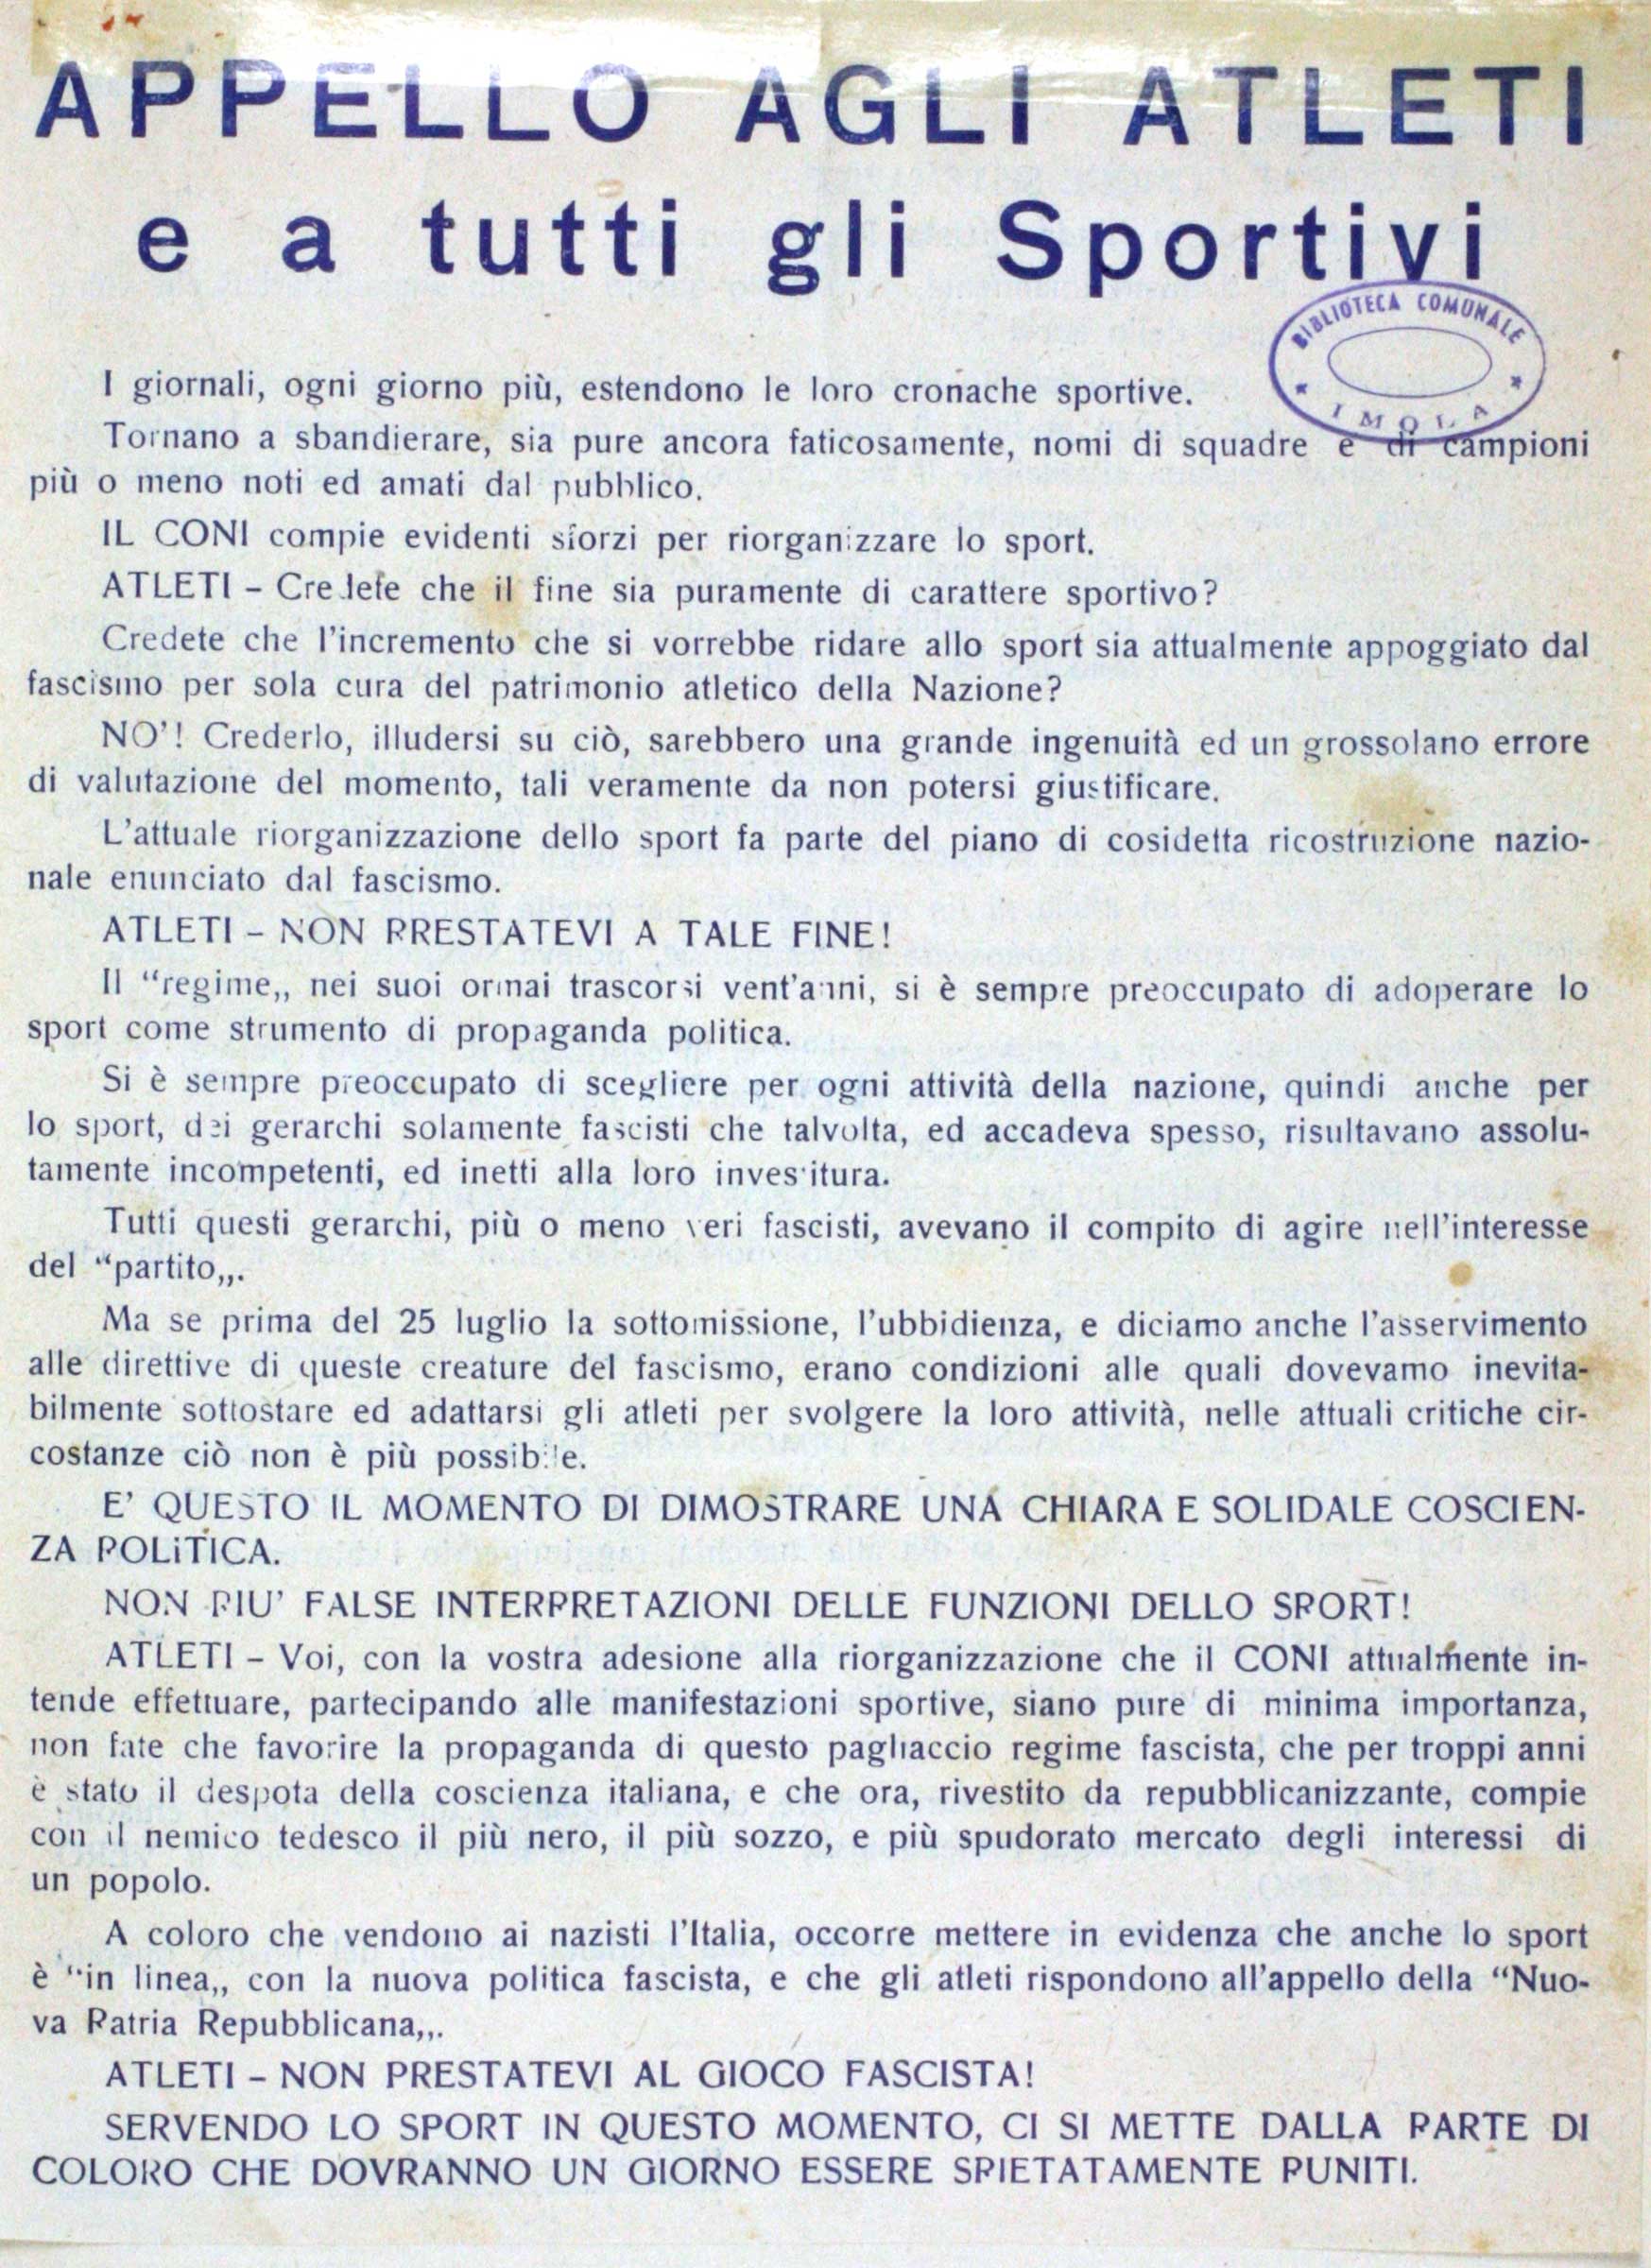 APPELLO AGLI ATLETI
e a tutti gli Sportivi
BIBLIOTECA COMUNALE
* IMOLA *
I giornali, ogni giorno più, estendono le loro cronache sportive.
Tornano a sbandierare, sia pure ancora faticosamente, nomi di squadre e di campioni
più o meno noti ed amati dal pubblico.
IL CONI compie evidenti sforzi per riorganizzare lo sport.
ATLETI - Credete che il fine sia puramente di carattere sportivo?
Credete che l'incremento che si vorrebbe ridare allo sport sia attualmente appoggiato dal
fascismo per sola cura del patrimonio atletico della Nazione?
NO'! Crederlo, illudersi su ciò, sarebbero una grande ingenuità ed un grossolano errore
di valutazione del momento, tali veramente da non potersi giustificare.
L'attuale riorganizzazione dello sport fa parte del piano di cosidetta ricostruzione nazio-
nale enunciato dal fascismo.
ATLETI - NON PRESTATEVI A TALE FINE!
Il “regime„ nei suoi ormai trascorsi vent'anni, si è sempre preoccupato di adoperare lo
sport come strumento di propaganda politica.
Si è sempre preoccupato di scegliere per ogni attività della nazione, quindi anche per
lo sport, dei gerarchi solamente fascisti che talvolta, ed accadeva spesso, risultavano assolu-
tamente incompetenti, ed inetti alla loro investitura.
Tutti questi gerarchi, più o meno veri fascisti, avevano il compito di agire nell'interesse
del “partito„.
Ma se prima del 25 luglio la sottomissione, l'ubbidienza, e diciamo anche l'asservimento
alle direttive di queste creature del fascismo, erano condizioni alle quali dovevamo inevita-
bilmente sottostare ed adattarsi gli atleti per svolgere la loro attività, nelle attuali critiche cir-
costanze ciò non è più possibile.
E' QUESTO IL MOMENTO DI DIMOSTRARE UNA CHIARA E SOLIDALE COSCIEN-
ZA POLITICA.
NON PIU' FALSE INTERPRETAZIONI DELLE FUNZIONI DELLO SPORT!
ATLETI - Voi, con la vostra adesione alla riorganizzazione che il CONI attualmente in-
tende effettuare, partecipando alle manifestazioni sportive, siano pure di minima importanza,
non fate che favorire la propaganda di questo pagliaccio regime fascista, che per troppi anni
è stato il despota della coscienza italiana, e che ora, rivestito da repubblicanizzante, compie
con il nemico tedesco il più nero, il più sozzo, e più spudorato mercato degli interessi di
un popolo.
A coloro che vendono ai nazisti l'Italia, occorre mettere in evidenza che anche lo sport
è “in linea„ con la nuova politica fascista, e che gli atleti rispondono all'appello della “Nuo-
va Patria Repubblicana„.
ATLETI - NON PRESTATEVI AL GIOCO FASCISTA!
SERVENDO LO SPORT IN QUESTO MOMENTO, CI SI METTE DALLA PARTE DI
COLORO CHE DOVRANNO UN GIORNO ESSERE SPIETATAMENTE PUNITI.